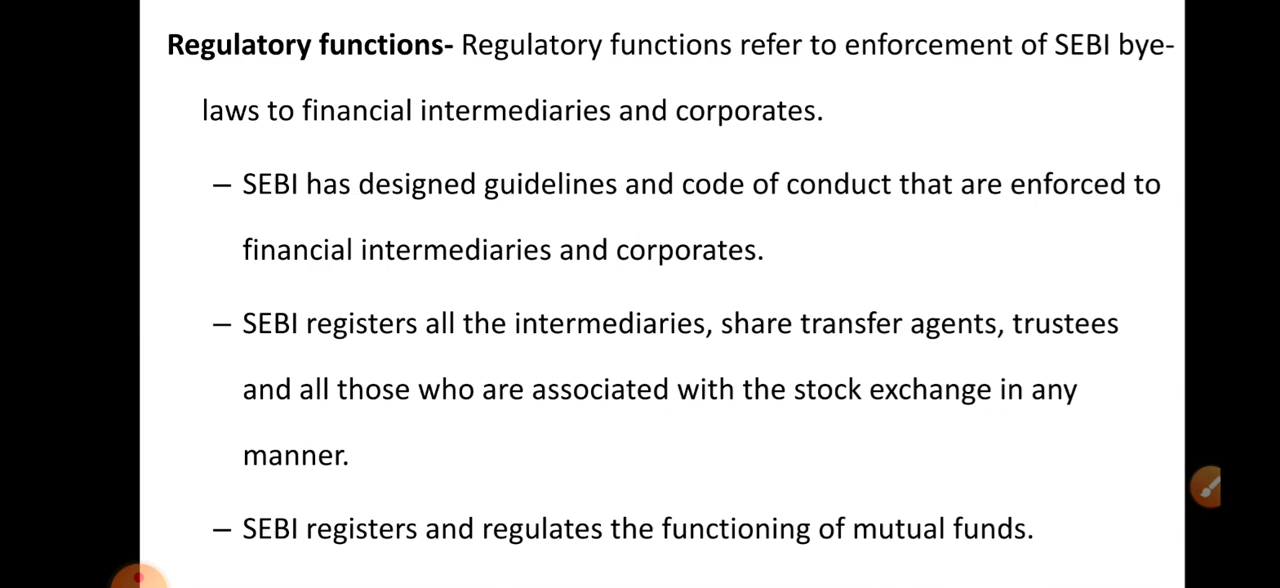 Regulatory functions- Regulatory functions refer to enforcement of SEBI bye-
laws to financial intermediaries and corporates.
– SEBI has designed guidelines and code of conduct that are enforced to
financial intermediaries and corporates.
– SEBI registers all the intermediaries, share transfer agents, trustees
and all those who are associated with the stock exchange in any
manner.
– SEBI registers and regulates the functioning of mutual funds.